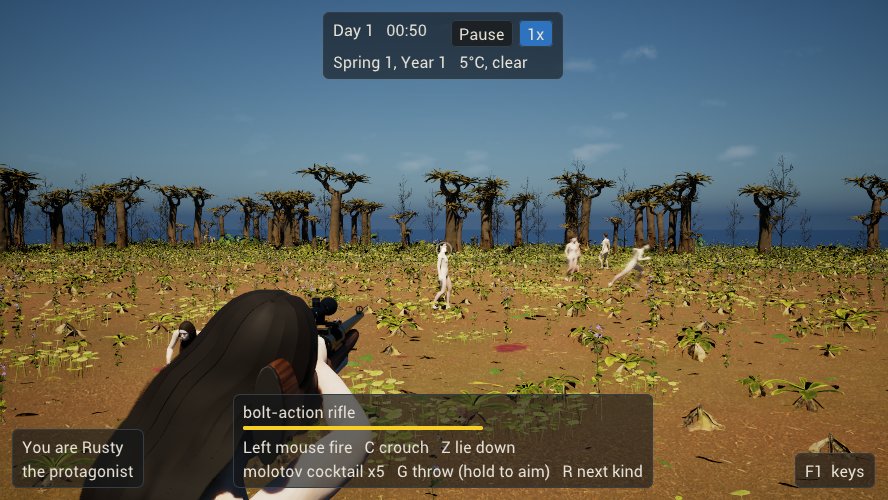 Day 1 00:50 Pause 1x
Spring 1, Year 1 5°C, clear
bolt-action rifle
Left mouse fire C crouch Z lie down
molotov cocktail x5 G throw (hold to aim) R next kind
You are Rusty
the protagonist
F1 keys